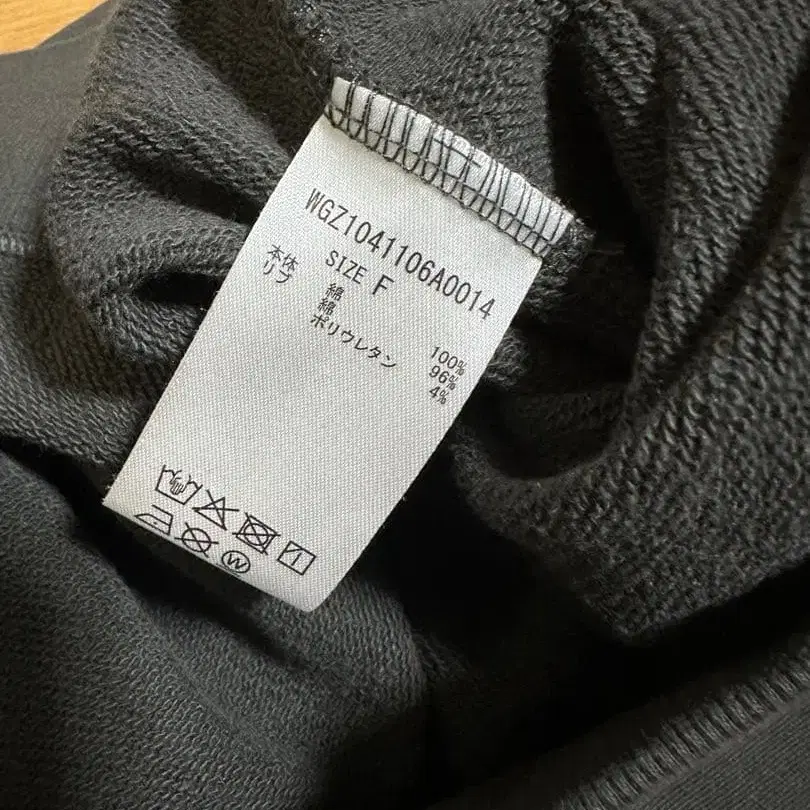 WGZ1041106A0014
SIZE F
本体 綿 100%
リブ 綿 96%
ポリウレタン 4%
W